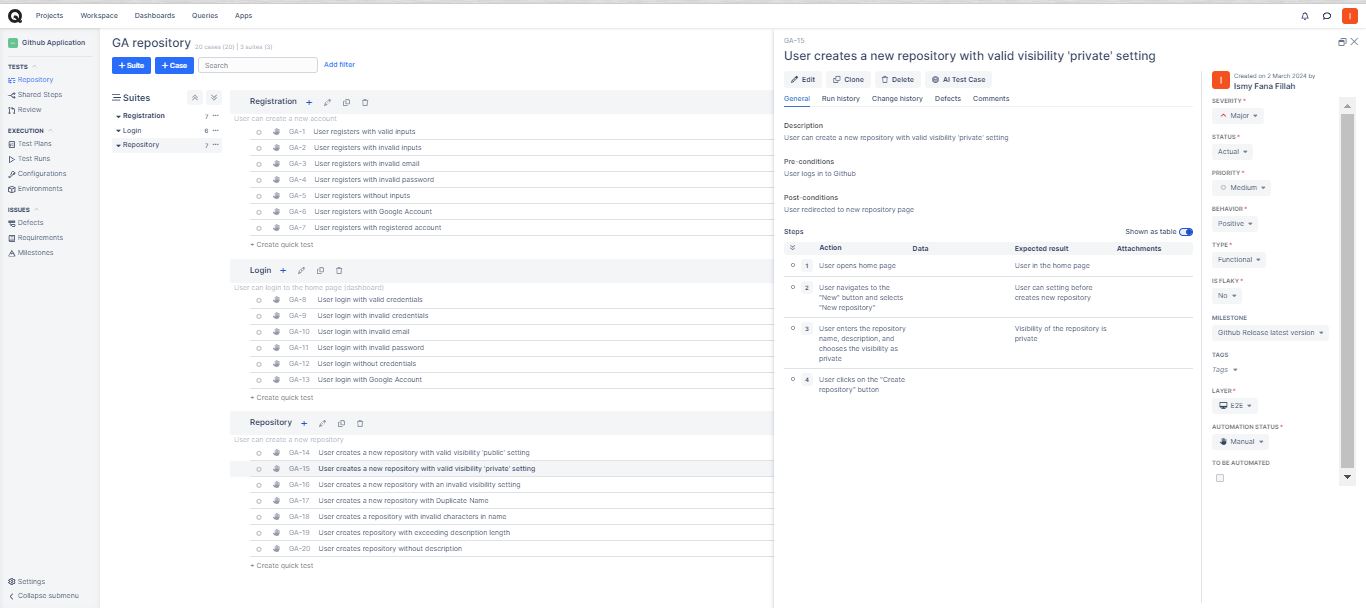 Projects Workspace Dashboards Queries Apps
I
Github Application
TESTS
Repository
Shared Steps
Review
EXECUTION
Test Plans
Test Runs
Configurations
Environments
ISSUES
Defects
Requirements
Milestones
Settings
Collapse submenu
GA repository 20 cases (20) | 3 suites (3)
+ Suite + Case Search Add filter
Suites
Registration 7
Login 6
Repository 7
Registration
User can create a new account
GA-1 User registers with valid inputs
GA-2 User registers with invalid inputs
GA-3 User registers with invalid email
GA-4 User registers with invalid password
GA-5 User registers without inputs
GA-6 User registers with Google Account
GA-7 User registers with registered account
+ Create quick test
Login
User can login to the home page (dashboard)
GA-8 User login with valid credentials
GA-9 User login with invalid credentials
GA-10 User login with invalid email
GA-11 User login with invalid password
GA-12 User login without credentials
GA-13 User login with Google Account
+ Create quick test
Repository
User can create a new repository
GA-14 User creates a new repository with valid visibility 'public' setting
GA-15 User creates a new repository with valid visibility 'private' setting
GA-16 User creates a new repository with an invalid visibility setting
GA-17 User creates a new repository with Duplicate Name
GA-18 User creates a repository with invalid characters in name
GA-19 User creates repository with exceeding description length
GA-20 User creates repository without description
+ Create quick test
GA-15
User creates a new repository with valid visibility 'private' setting
Edit Clone Delete AI Test Case
General Run history Change history Defects Comments
Description
User can create a new repository with valid visibility 'private' setting
Pre-conditions
User logs in to Github
Post-conditions
User redirected to new repository page
Steps Shown as table
Action Data Expected result Attachments
1 User opens home page User in the home page
2 User navigates to the User can setting before
"New" button and selects creates new repository
"New repository"
3 User enters the repository Visibility of the repository is
name, description, and private
chooses the visibility as
private
4 User clicks on the "Create
repository" button
I
Created on 2 March 2024 by
Ismy Fana Fillah
SEVERITY *
Major
STATUS *
Actual
PRIORITY *
Medium
BEHAVIOR *
Positive
TYPE *
Functional
IS FLAKY *
No
MILESTONE
Github Release latest version
TAGS
Tags
LAYER *
E2E
AUTOMATION STATUS *
Manual
TO BE AUTOMATED